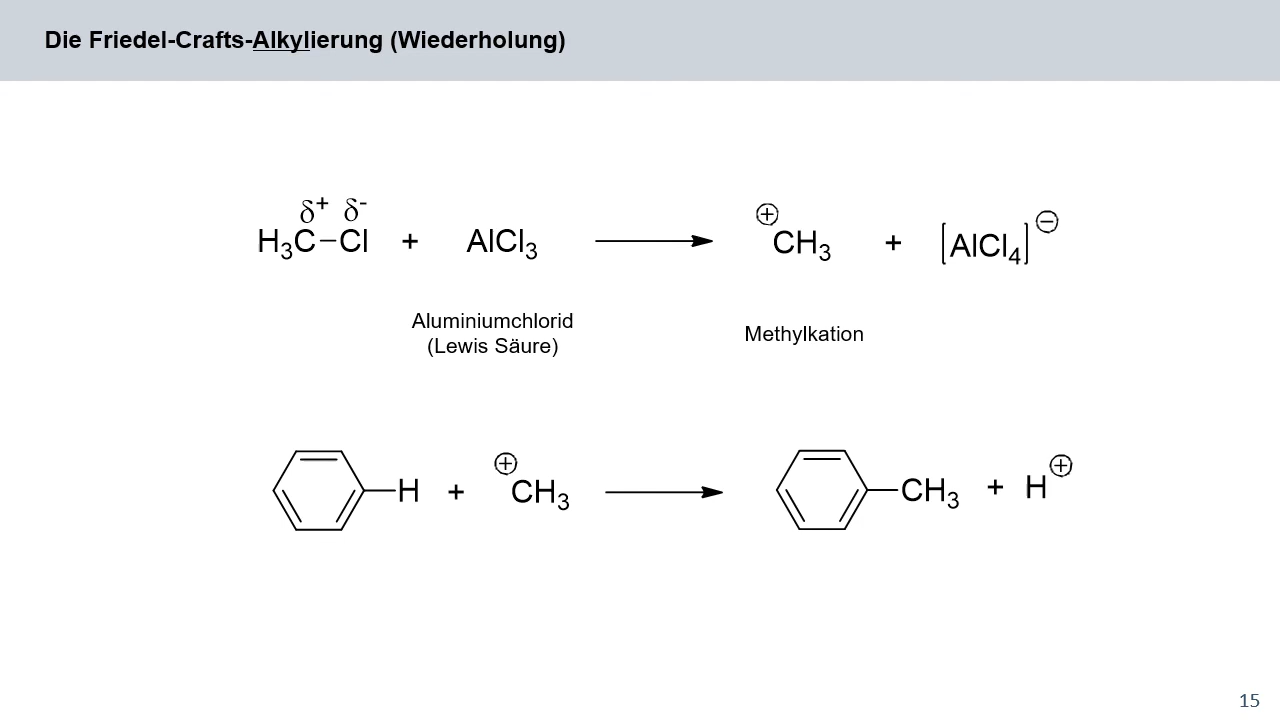 Die Friedel-Crafts-Alkylierung (Wiederholung)
δ⁺ δ⁻
H₃C–Cl + AlCl₃ ⊕CH₃ + [AlCl₄]⊖
Aluminiumchlorid
(Lewis Säure)
Methylkation
H + ⊕CH₃ CH₃ + H⊕
15